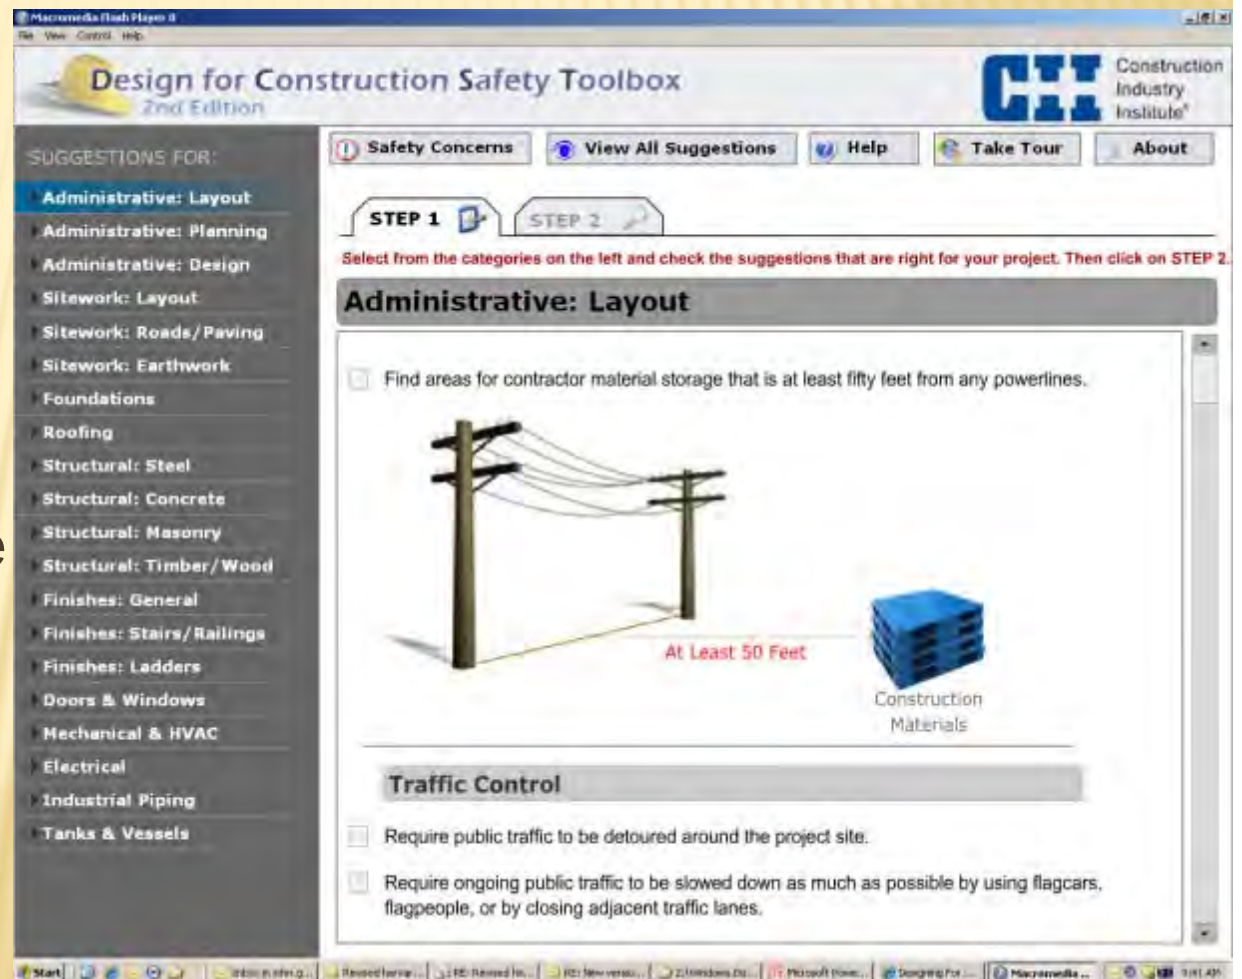 Macromedia Flash Player 8
File View Control Help
Design for Construction Safety Toolbox
2nd Edition
CII
Construction
Industry
Institute®
SUGGESTIONS FOR:
Safety Concerns
View All Suggestions
Help
Take Tour
About
Administrative: Layout
Administrative: Planning
Administrative: Design
Sitework: Layout
Sitework: Roads/Paving
Sitework: Earthwork
Foundations
Roofing
Structural: Steel
Structural: Concrete
Structural: Masonry
Structural: Timber/Wood
Finishes: General
Finishes: Stairs/Railings
Finishes: Ladders
Doors & Windows
Mechanical & HVAC
Electrical
Industrial Piping
Tanks & Vessels
STEP 1
STEP 2
Select from the categories on the left and check the suggestions that are right for your project. Then click on STEP 2.
Administrative: Layout
Find areas for contractor material storage that is at least fifty feet from any powerlines.
At Least 50 Feet
Construction
Materials
Traffic Control
Require public traffic to be detoured around the project site.
Require ongoing public traffic to be slowed down as much as possible by using flagcars,
flagpeople, or by closing adjacent traffic lanes.
e
Start
Macromedia ...